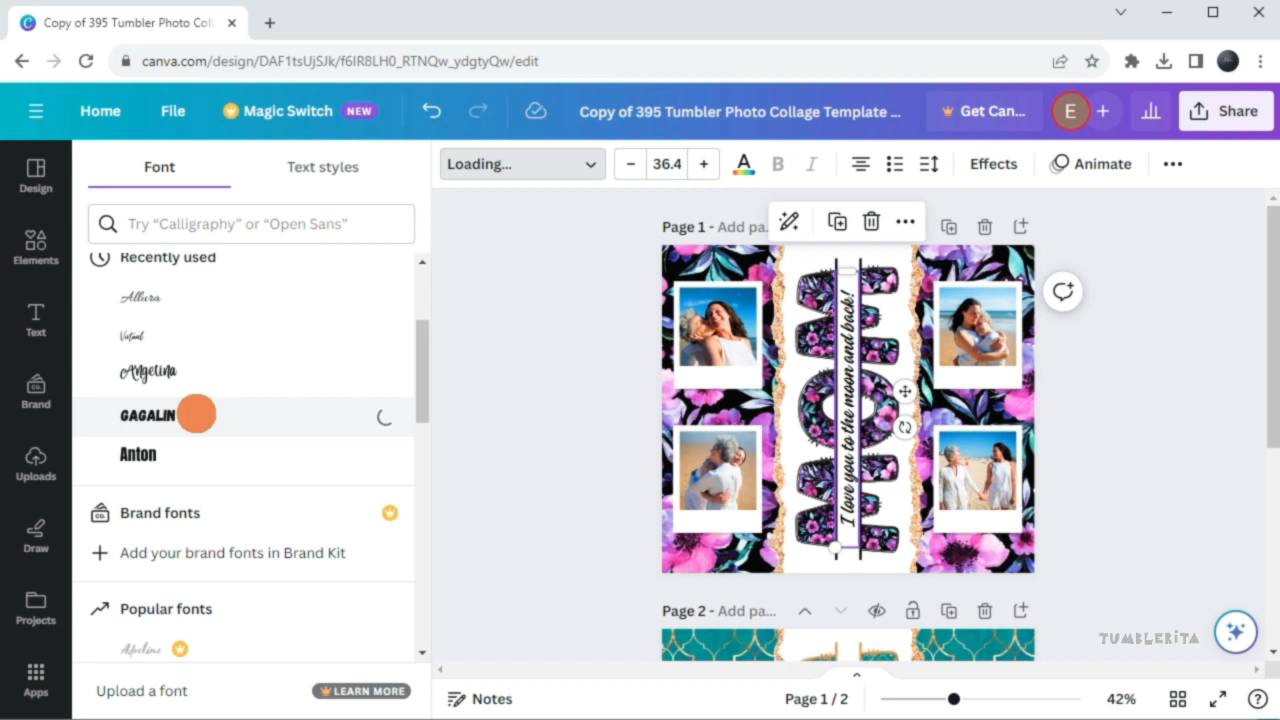 Copy of 395 Tumbler Photo Coll
canva.com/design/DAF1tsUjSJk/f6IR8LH0_RTNQw_ydgtyQw/edit
Home
File
Magic Switch
NEW
Copy of 395 Tumbler Photo Collage Template ...
Get Can...
E
Share
Font
Text styles
Loading...
36.4
A
B
I
Effects
Animate
Design
Elements
Text
Brand
Uploads
Draw
Projects
Apps
Try “Calligraphy” or “Open Sans”
Recently used
Allura
Virtual
Angelina
GAGALIN
Anton
Brand fonts
Add your brand fonts in Brand Kit
Popular fonts
Upload a font
LEARN MORE
Page 1 - Add pa...
I love you to the moon and back!
MOM
Page 2 - Add pa...
TUMBLERITA
Notes
Page 1 / 2
42%